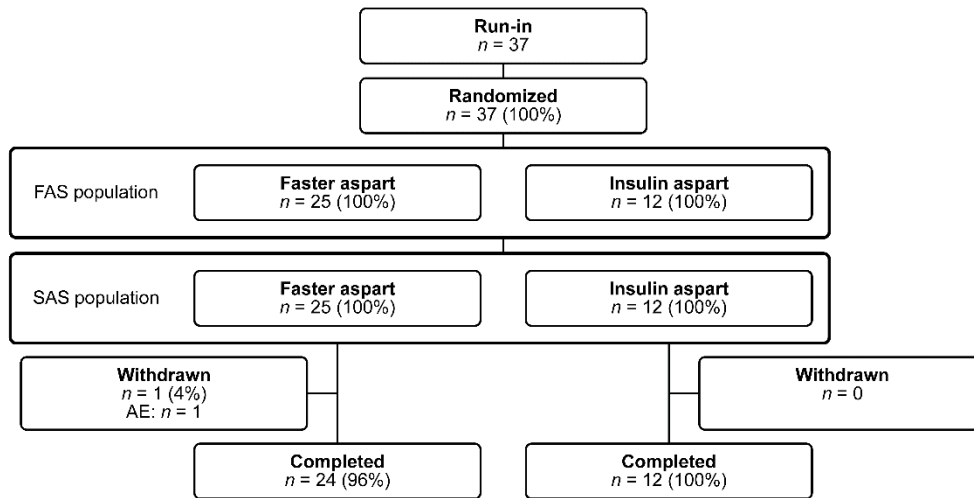 Run-in
n = 37
Randomized
n = 37 (100%)
FAS population
Faster aspart
n = 25 (100%)
Insulin aspart
n = 12 (100%)
SAS population
Faster aspart
n = 25 (100%)
Insulin aspart
n = 12 (100%)
Withdrawn
n = 1 (4%)
AE: n = 1
Withdrawn
n = 0
Completed
n = 24 (96%)
Completed
n = 12 (100%)